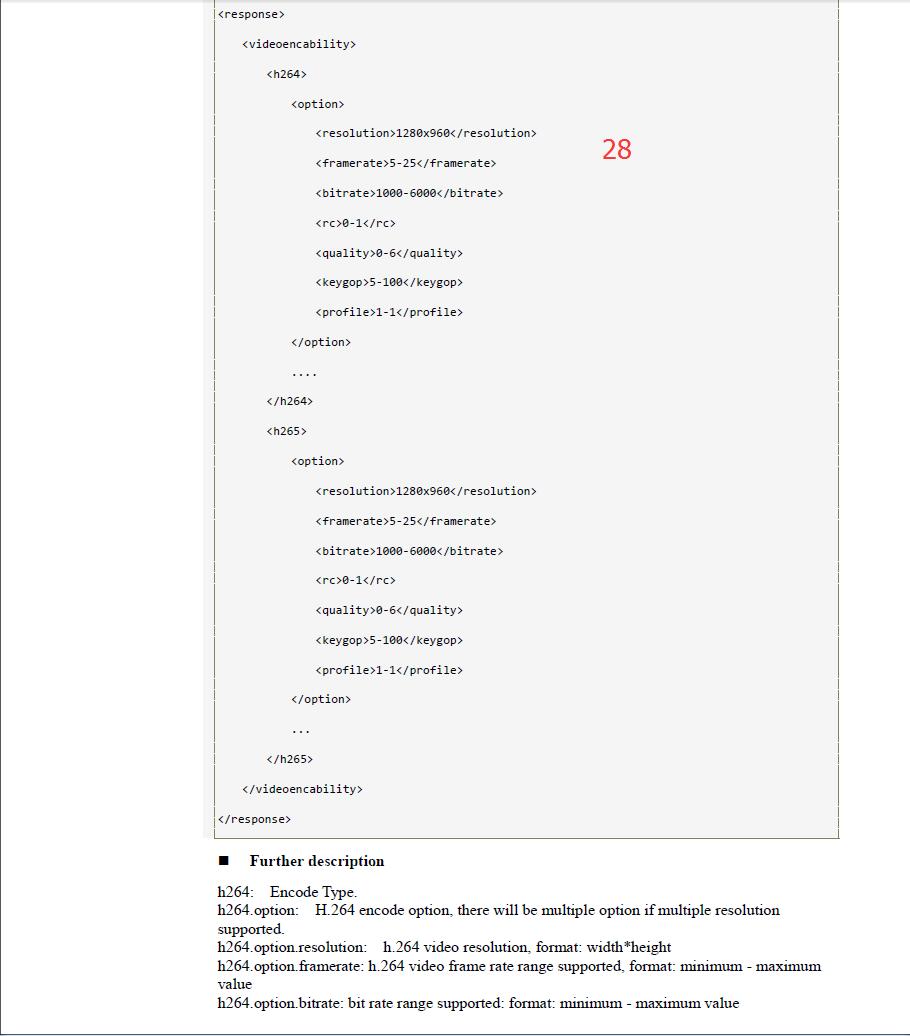 <response>
<videoencability>
<h264>
<option>
<resolution>1280x960</resolution>
28
<framerate>5-25</framerate>
<bitrate>1000-6000</bitrate>
<rc>0-1</rc>
<quality>0-6</quality>
<keygop>5-100</keygop>
<profile>1-1</profile>
</option>
....
</h264>
<h265>
<option>
<resolution>1280x960</resolution>
<framerate>5-25</framerate>
<bitrate>1000-6000</bitrate>
<rc>0-1</rc>
<quality>0-6</quality>
<keygop>5-100</keygop>
<profile>1-1</profile>
</option>
...
</h265>
</videoencability>
</response>
■ Further description
h264: Encode Type.
h264.option: H.264 encode option, there will be multiple option if multiple resolution
supported.
h264.option.resolution: h.264 video resolution, format: width*height
h264.option.framerate: h.264 video frame rate range supported, format: minimum - maximum
value
h264.option.bitrate: bit rate range supported: format: minimum - maximum value